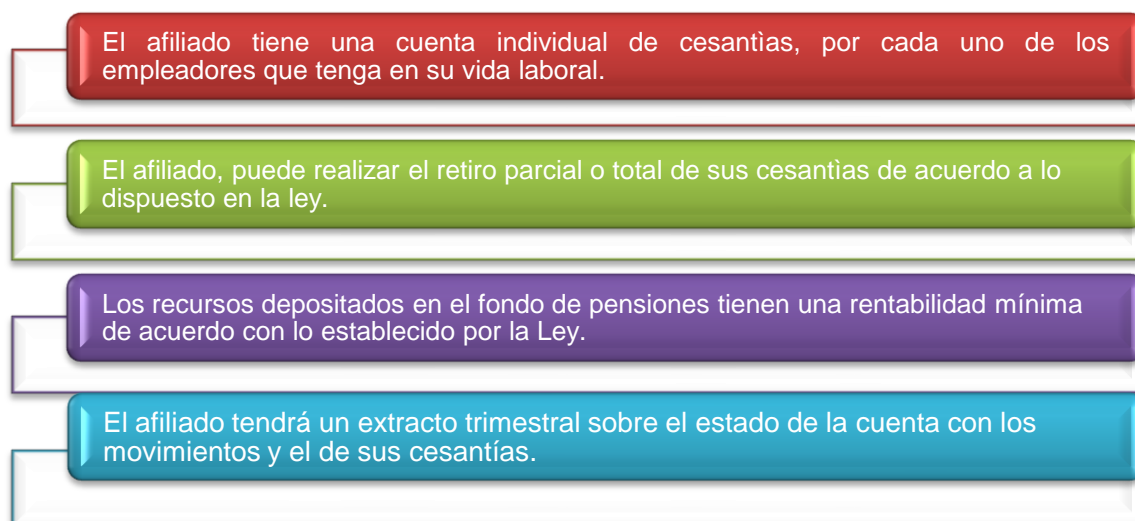 El afiliado tiene una cuenta individual de cesantìas, por cada uno de los
empleadores que tenga en su vida laboral.
El afiliado, puede realizar el retiro parcial o total de sus cesantìas de acuerdo a lo
dispuesto en la ley.
Los recursos depositados en el fondo de pensiones tienen una rentabilidad mínima
de acuerdo con lo establecido por la Ley.
El afiliado tendrá un extracto trimestral sobre el estado de la cuenta con los
movimientos y el de sus cesantías.